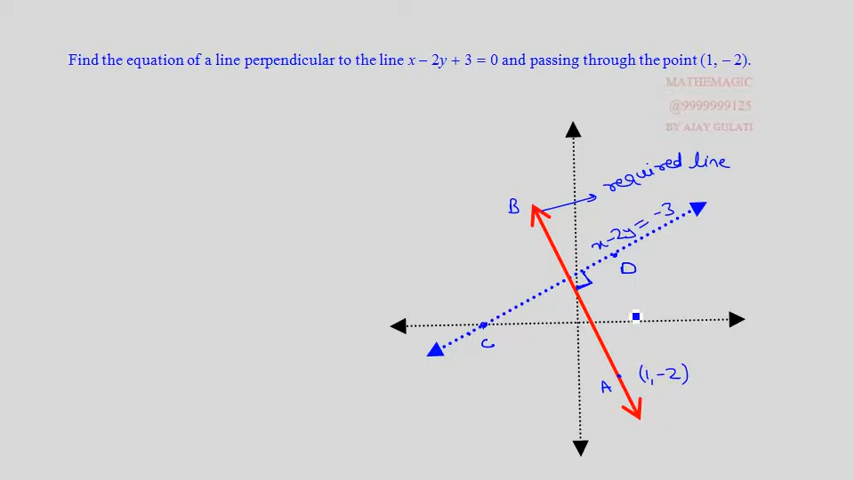 Find the equation of a line perpendicular to the line x − 2y + 3 = 0 and passing through the point (1, − 2).
MATHEMAGIC
@9999999125
BY AJAY GULATI
required line
B
x-2y = -3
D
C
A (1,-2)